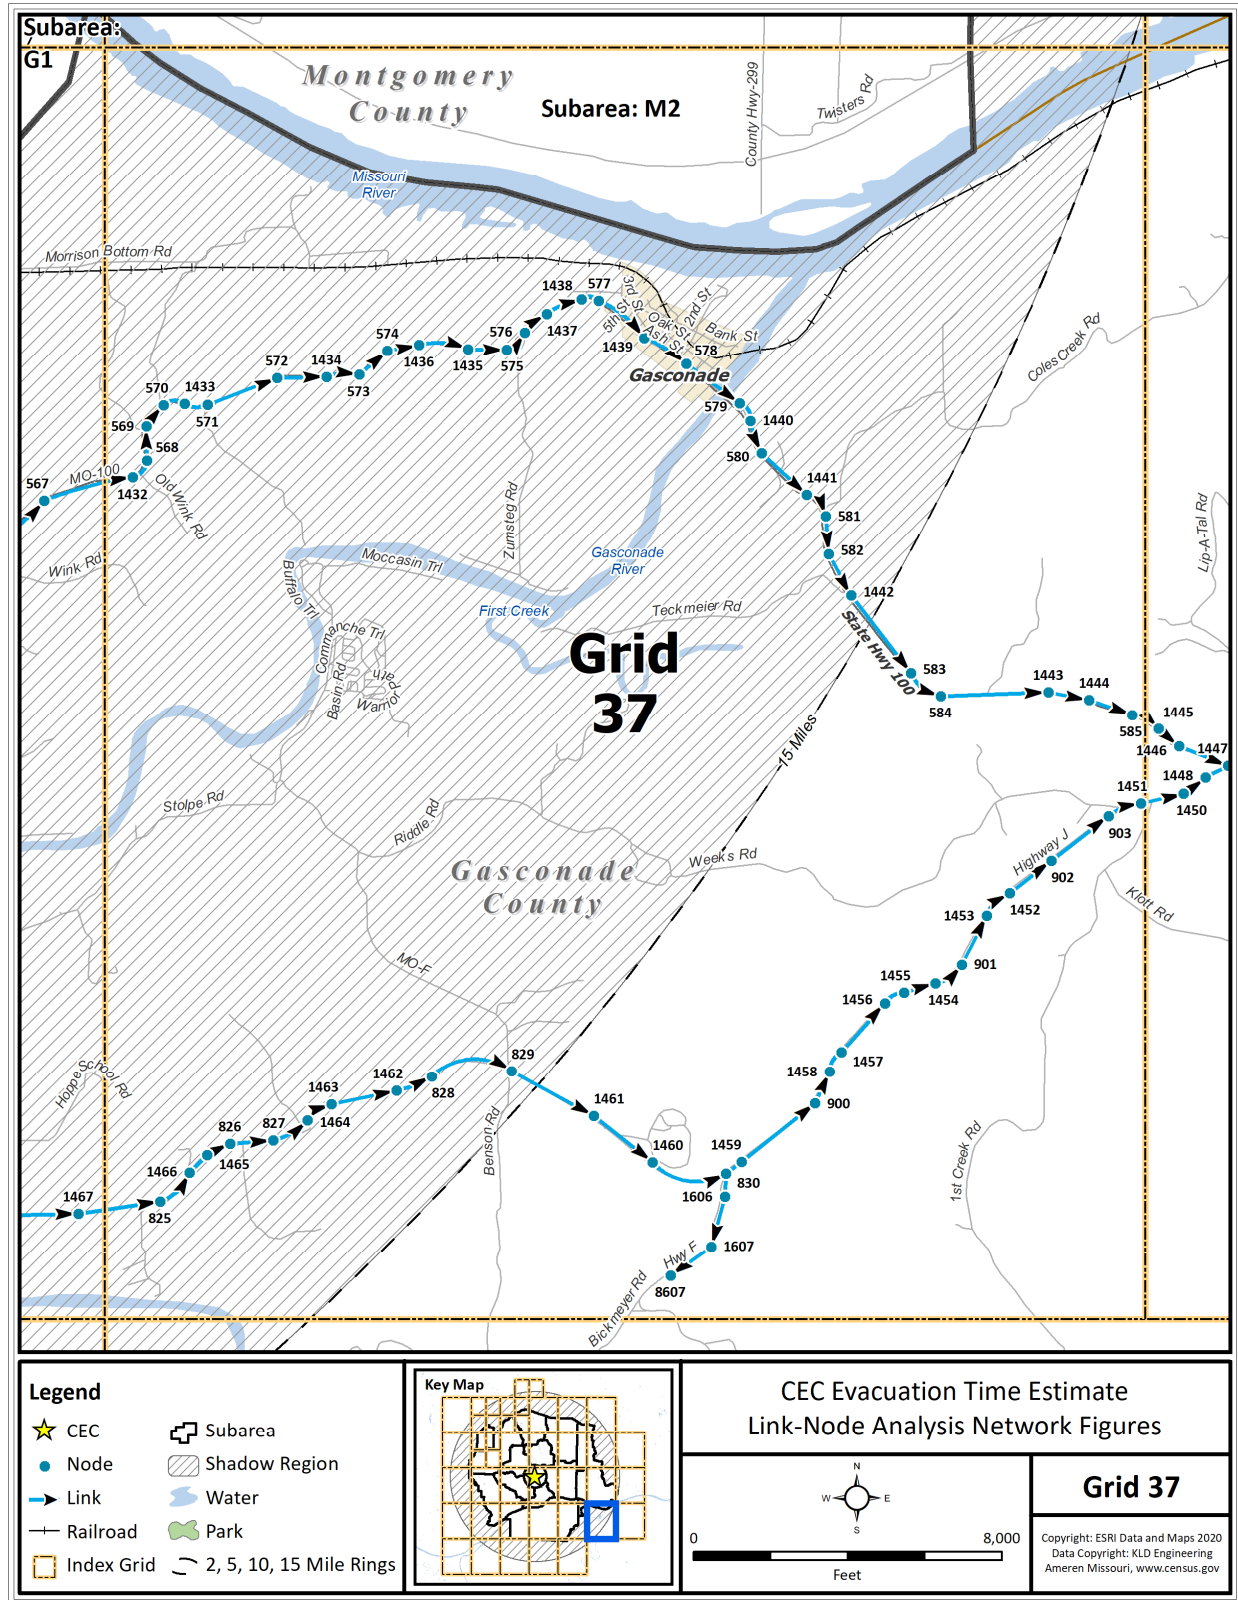 Subarea:
G1
Montgomery
County
Subarea: M2
County Hwy-299
Twisters Rd
Missouri
River
Morrison Bottom Rd
1438
577
3rd St
2nd St
5th St
Oak St
Ash St
Bank St
576
1437
574
1436
1435
575
1439
578
Gasconade
579
Coles Creek Rd
572
1434
573
570
1433
571
569
568
1440
580
567
MO-100
1432
Old Wink Rd
1441
581
582
Zumsteg Rd
Lip-A-Tal Rd
Wink Rd
Moccasin Trl
Gasconade
River
Buffalo Trl
First Creek
Teckmeier Rd
1442
State Hwy 100
Commanche Trl
Basin Rd
Warrior
Path
Grid
37
583
584
1443
1444
585
1445
1446
1447
15 Miles
1448
1450
1451
903
Stolpe Rd
Riddle Rd
Weeks Rd
Highway J
902
Gasconade
County
1452
1453
Klott Rd
901
MO-F
1455
1454
1456
1457
1458
900
829
Hoppe School Rd
1462
828
1463
1464
1461
826
827
1465
1466
Benson Rd
1460
1459
830
1606
1st Creek Rd
1467
825
1607
Hwy F
8607
Bickmeyer Rd
Legend
CEC
Subarea
Node
Shadow Region
Link
Water
Railroad
Park
Index Grid
2, 5, 10, 15 Mile Rings
Key Map
CEC Evacuation Time Estimate
Link-Node Analysis Network Figures
N
W
E
S
0
8,000
Feet
Grid 37
Copyright: ESRI Data and Maps 2020
Data Copyright: KLD Engineering
Ameren Missouri, www.census.gov